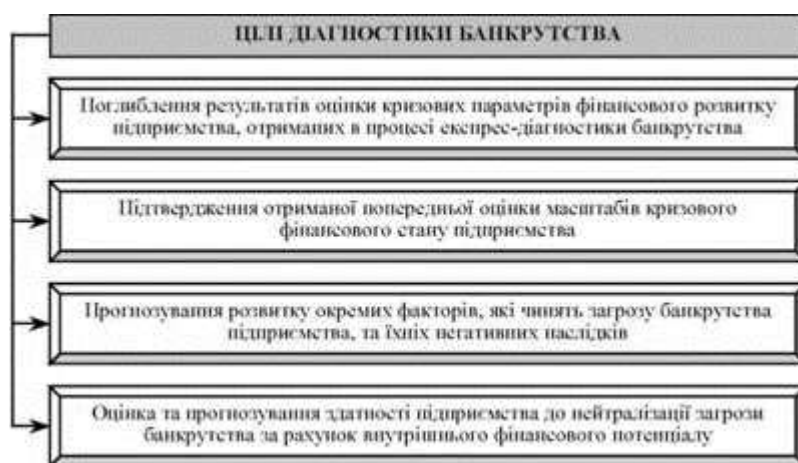 ЦІЛІ ДІАГНОСТИКИ БАНКРУТСТВА
Поглиблення результатів оцінки кризових параметрів фінансового розвитку
підприємства, отриманих в процесі експрес-діагностики банкрутства
Підтвердження отриманої попередньої оцінки масштабів кризового
фінансового стану підприємства
Прогнозування розвитку окремих факторів, які чинять загрозу банкрутства
підприємства, та їхніх негативних наслідків
Оцінка та прогнозування здатності підприємства до нейтралізації загрози
банкрутства за рахунок внутрішнього фінансового потенціалу